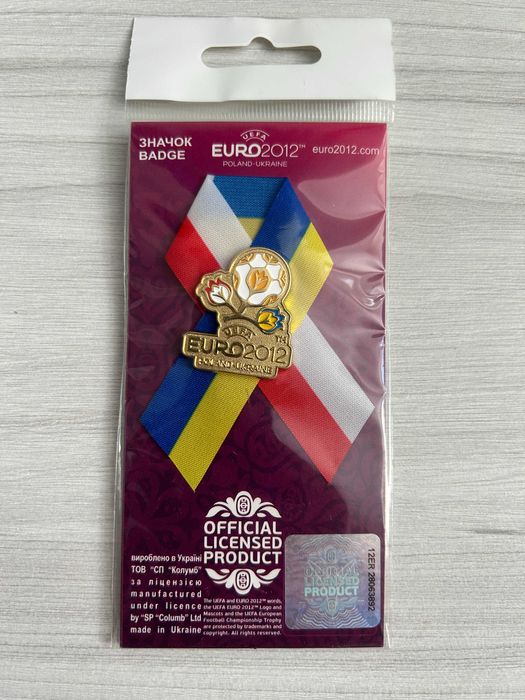 ЗНАЧОК
BADGE
UEFA
EURO2012™
POLAND-UKRAINE
euro2012.com
UEFA
TM
EURO2012
POLAND-UKRAINE
OFFICIAL
LICENSED
PRODUCT
вироблено в Україні
ТОВ "СП "Колумб"
за ліцензією
manufactured
under licence
by "SP "Columb" Ltd
made in Ukraine
The UEFA and EURO 2012™ words,
the UEFA EURO 2012™ Logo and
Mascots and the UEFA European
Football Championship Trophy
are protected by trademarks and
copyright. All rights reserved.
OFFICIAL
LICENSED
PRODUCT
12ER 28063892